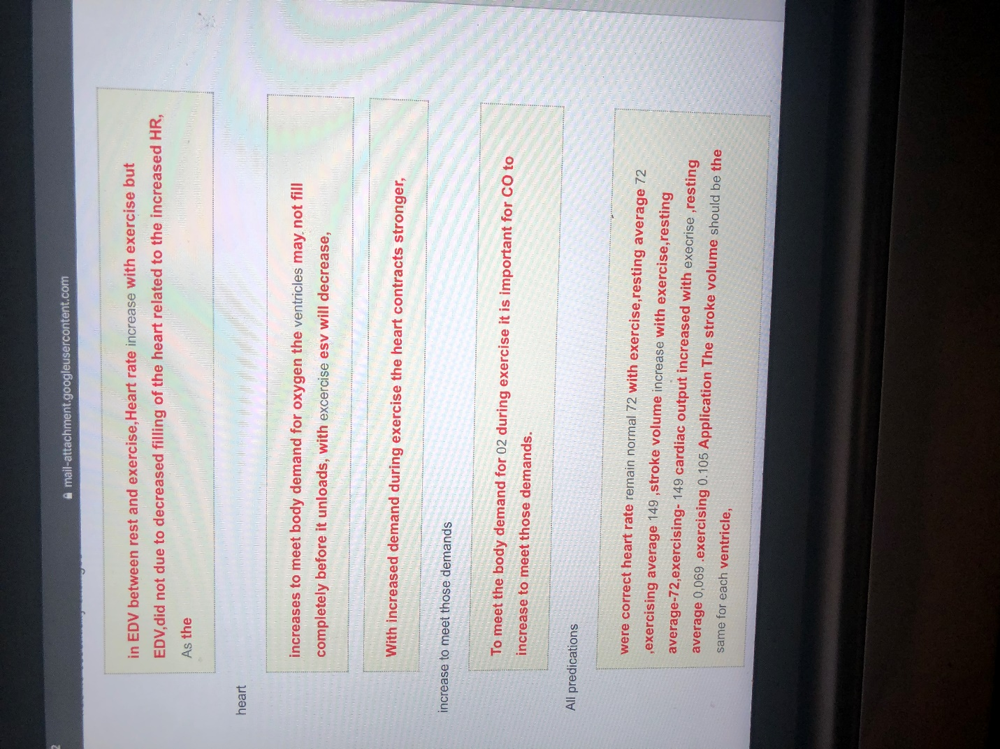 mail-attachment.googleusercontent.com
in EDV between rest and exercise,Heart rate increase with exercise but
EDV,did not due to decreased filling of the heart related to the increased HR,
As the
heart
increases to meet body demand for oxygen the ventricles may. not fill
completely before it unloads, with excercise esv will decrease,
With increased demand during exercise the heart contracts stronger,
increase to meet those demands
To meet the body demand for 02 during exercise it is important for CO to
increase to meet those demands.
All predications
were correct heart rate remain normal 72 with exercise,resting average 72
,exercising average 149 ,stroke volume increase with exercise,resting
average-72,exercising- 149 cardiac output increased with execrise ,resting
average 0,069 .exercising 0.105 Application The stroke volume should be the
same for each ventricle,